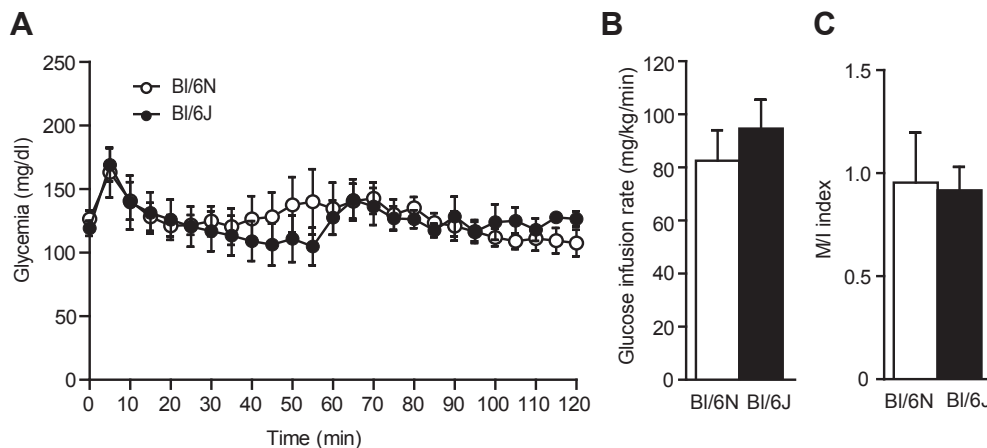 A
B
C
Glycemia (mg/dl)
250
200
150
100
50
0
Bl/6N
Bl/6J
0 10 20 30 40 50 60 70 80 90 100 110 120
Time (min)
Glucose infusion rate (mg/kg/min)
120
100
80
60
40
20
0
Bl/6N Bl/6J
M/I index
1.5
1.0
0.5
0
Bl/6N Bl/6J